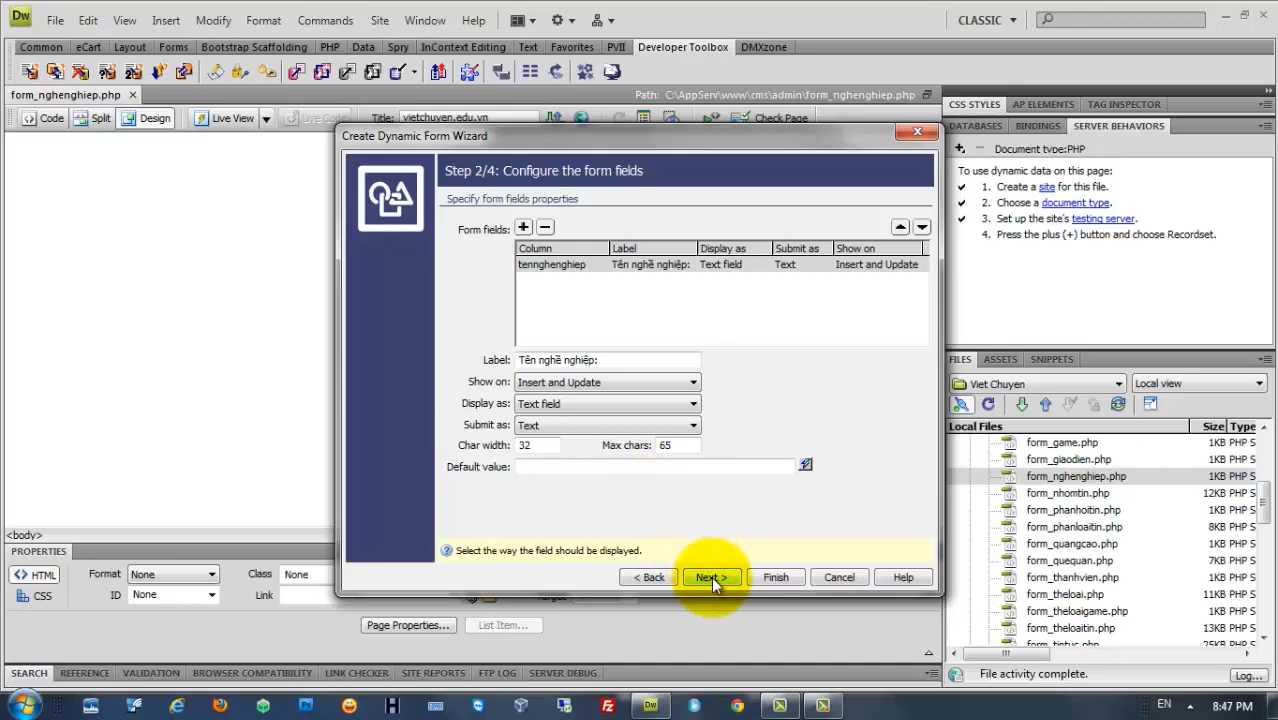 Dw File Edit View Insert Modify Format Commands Site Window Help CLASSIC
Common eCart Layout Forms Bootstrap Scaffolding PHP Data Spry InContext Editing Text Favorites PVII Developer Toolbox DMXzone
form_nghenghiep.php Path: C:\AppServ\www\cms\admin\form_nghenghiep.php
Code Split Design Live View Live Code Title: vietchuyen.edu.vn Check Page
Create Dynamic Form Wizard
Step 2/4: Configure the form fields
Specify form fields properties
Form fields:
Column Label Display as Submit as Show on
tennghenghiep Tên nghề nghiệp: Text field Text Insert and Update
Label: Tên nghề nghiệp:
Show on: Insert and Update
Display as: Text field
Submit as: Text
Char width: 32 Max chars: 65
Default value:
Select the way the field should be displayed.
< Back Next > Finish Cancel Help
CSS STYLES AP ELEMENTS TAG INSPECTOR
DATABASES BINDINGS SERVER BEHAVIORS
Document type:PHP
To use dynamic data on this page:
1. Create a site for this file.
2. Choose a document type.
3. Set up the site's testing server.
4. Press the plus (+) button and choose Recordset.
FILES ASSETS SNIPPETS
Viet Chuyen Local view
Local Files Size Type
form_game.php 1KB PHP S
form_giaodien.php 1KB PHP S
form_nghenghiep.php 1KB PHP S
form_nhomtin.php 12KB PHP S
form_phanhoitin.php 1KB PHP S
form_phanloaitin.php 8KB PHP S
form_quangcao.php 1KB PHP S
form_quequan.php 1KB PHP S
form_thanhvien.php 1KB PHP S
form_theloai.php 1KB PHP S
form_theloaigame.php 1KB PHP S
form_theloaitin.php 13KB PHP S
form_tintuc.php 25KB PHP S
File activity complete. Log...
<body>
PROPERTIES
HTML Format None Class None
CSS ID None Link
Page Properties... List Item...
SEARCH REFERENCE VALIDATION BROWSER COMPATIBILITY LINK CHECKER SITE REPORTS FTP LOG SERVER DEBUG
EN 8:47 PM